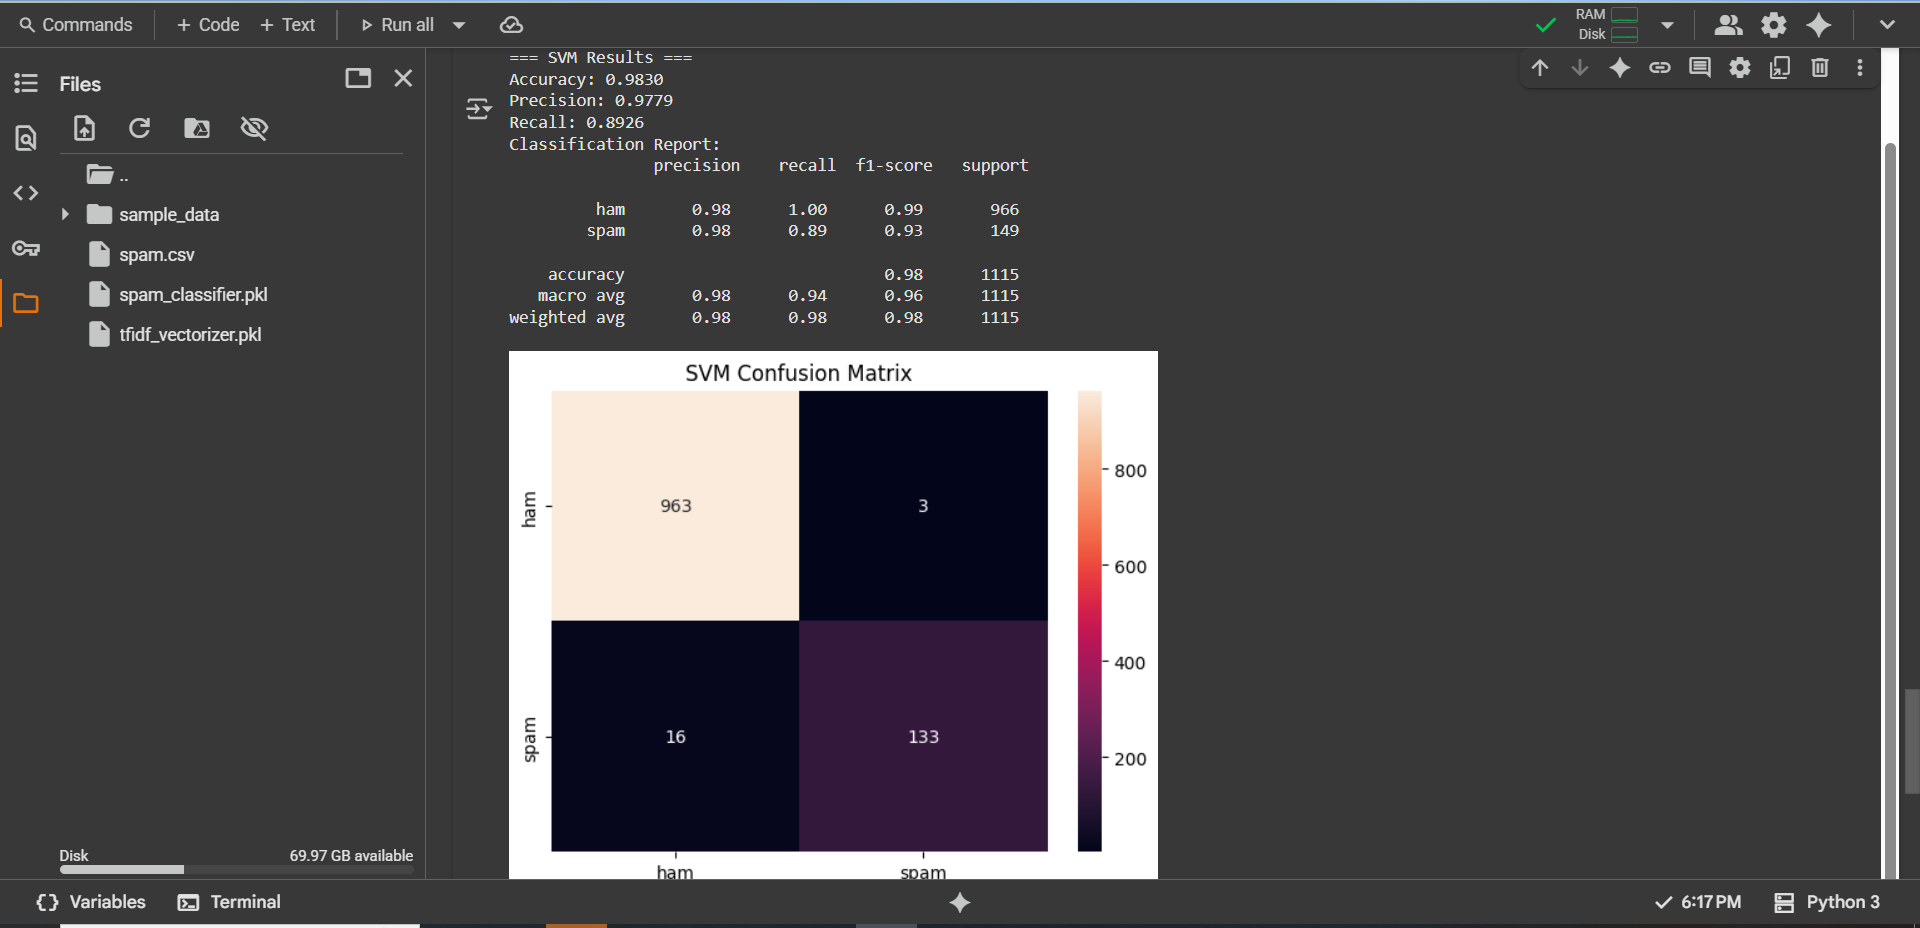 Commands + Code + Text Run all
RAM
Disk
Files
..
sample_data
spam.csv
spam_classifier.pkl
tfidf_vectorizer.pkl
Disk 69.97 GB available
=== SVM Results ===
Accuracy: 0.9830
Precision: 0.9779
Recall: 0.8926
Classification Report:
precision recall f1-score support
ham 0.98 1.00 0.99 966
spam 0.98 0.89 0.93 149
accuracy 0.98 1115
macro avg 0.98 0.94 0.96 1115
weighted avg 0.98 0.98 0.98 1115
SVM Confusion Matrix
800
ham 963 3
600
400
spam 16 133
200
ham spam
Variables Terminal 6:17 PM Python 3